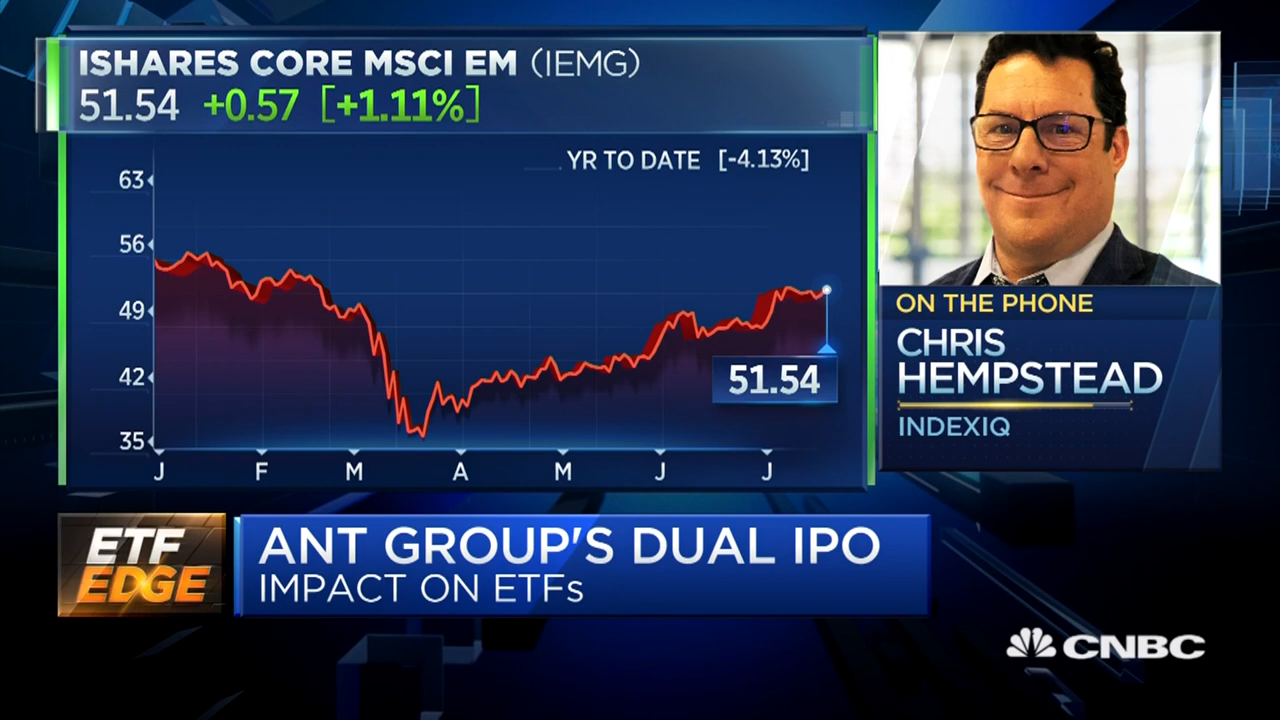 ISHARES CORE MSCI EM (IEMG)
51.54 +0.57 [+1.11%]
YR TO DATE [-4.13%]
63
56
49
42
35
51.54
J F M A M J J
ON THE PHONE
CHRIS
HEMPSTEAD
INDEXIQ
ETF
EDGE
ANT GROUP'S DUAL IPO
IMPACT ON ETFs
CNBC